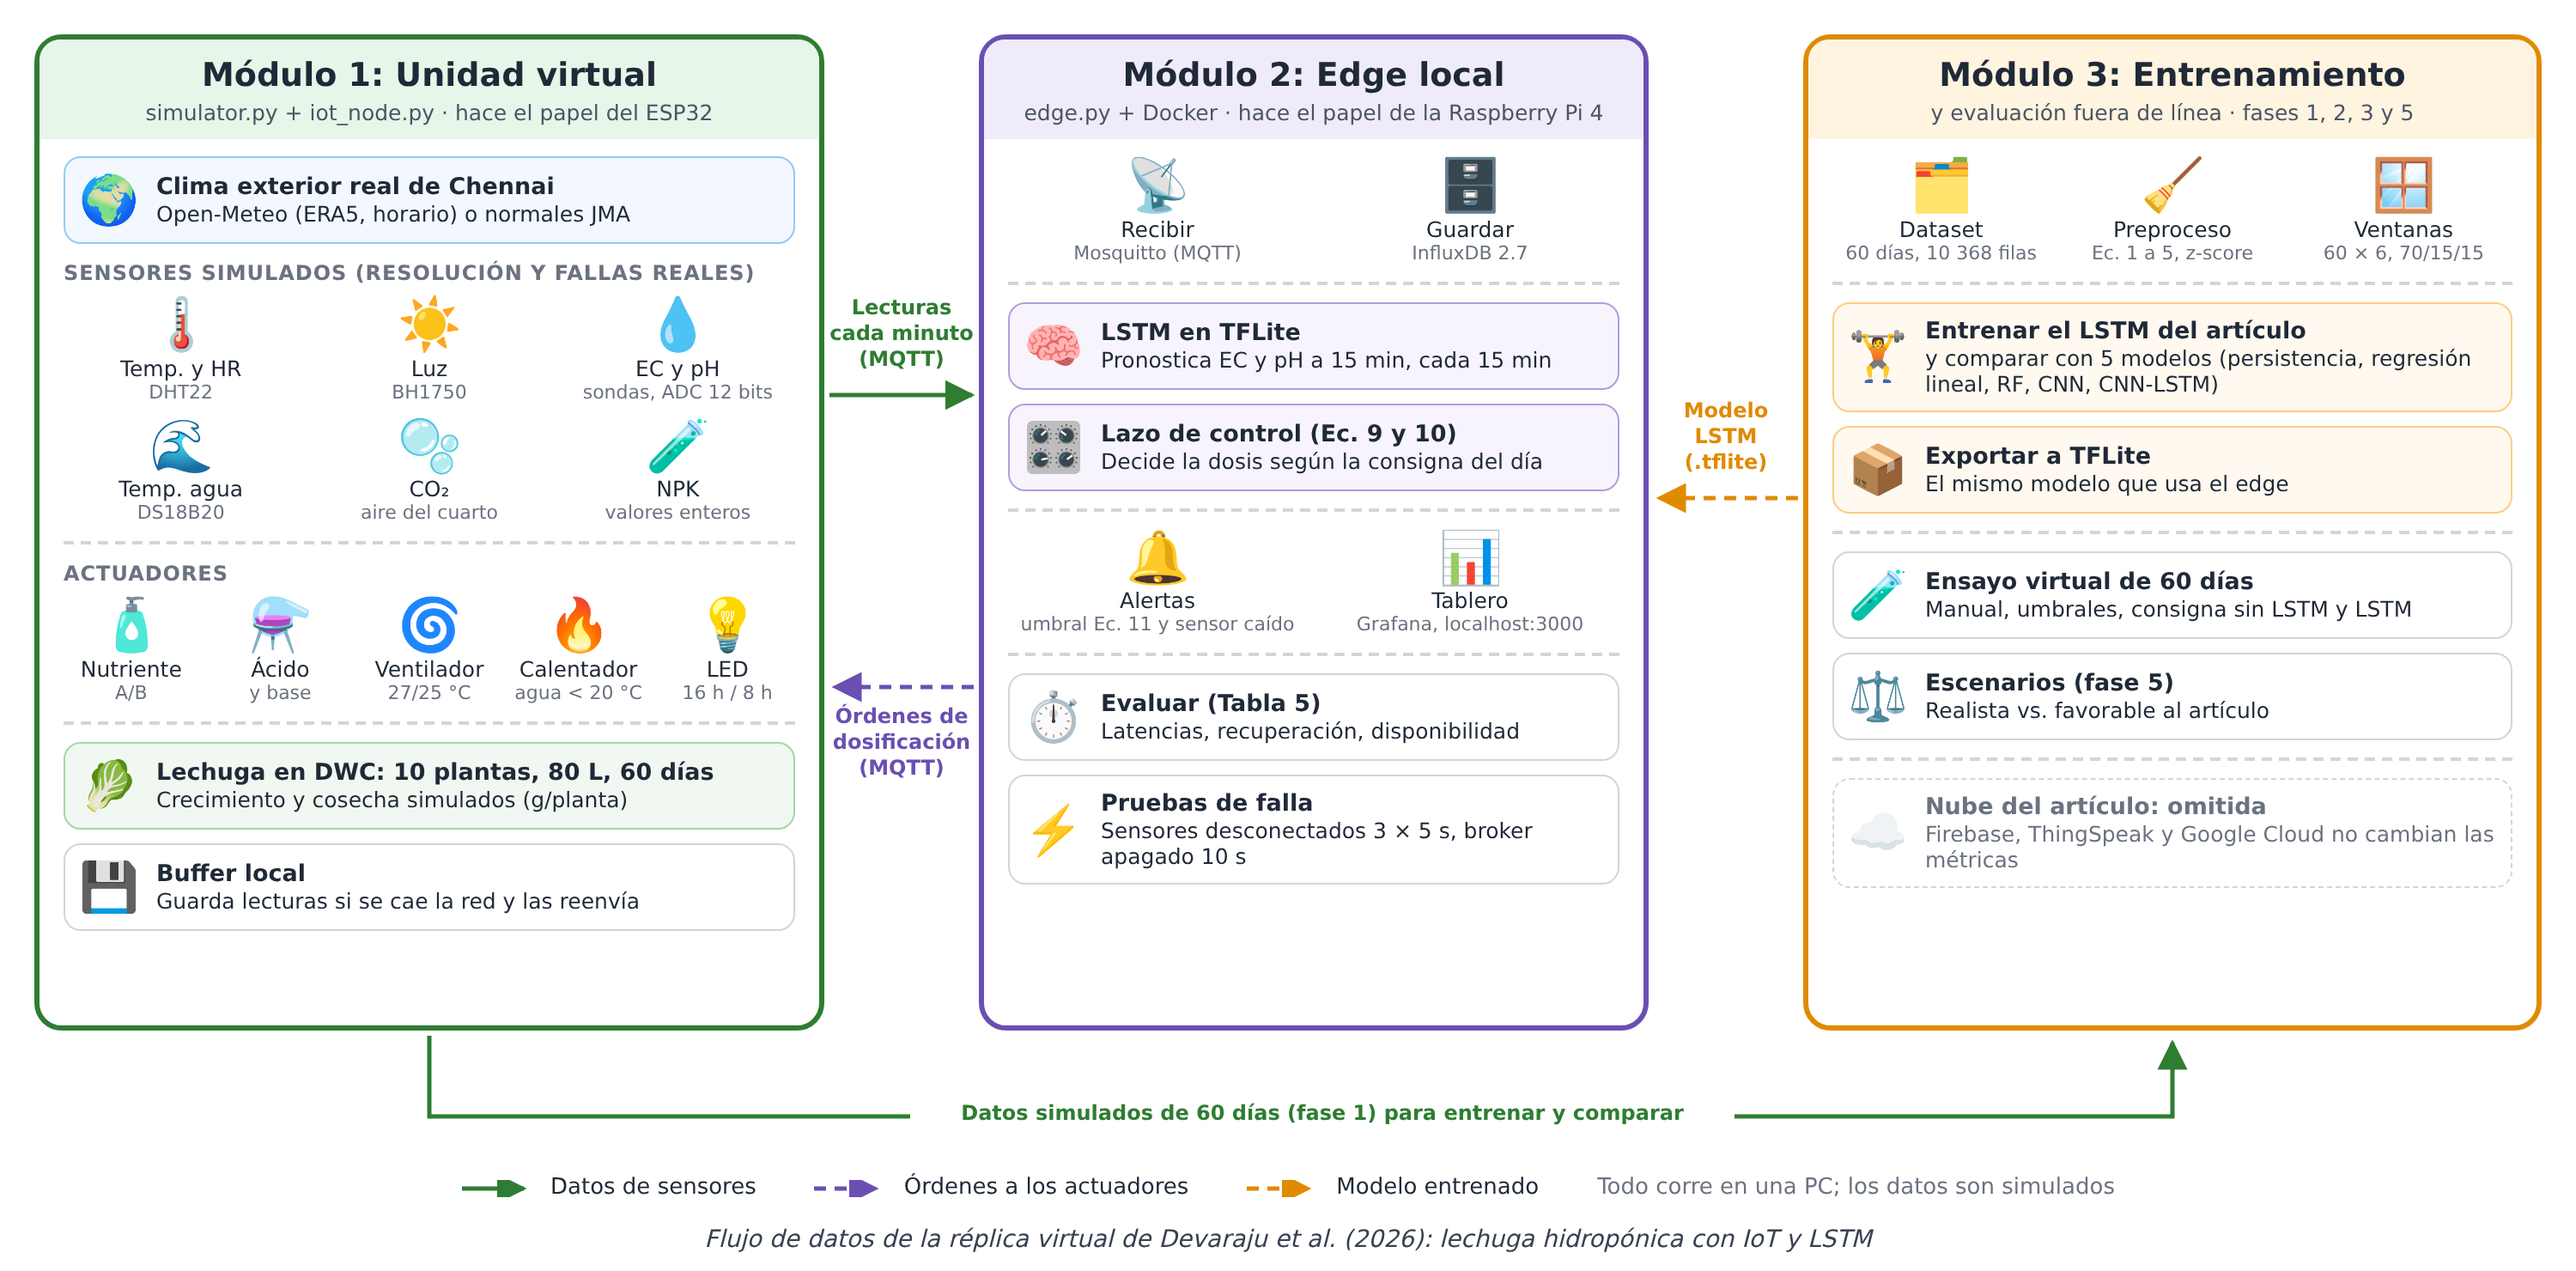 Módulo 1: Unidad virtual
simulator.py + iot_node.py · hace el papel del ESP32
Clima exterior real de Chennai
Open-Meteo (ERA5, horario) o normales JMA
SENSORES SIMULADOS (RESOLUCIÓN Y FALLAS REALES)
Temp. y HR
DHT22
Luz
BH1750
EC y pH
sondas, ADC 12 bits
Temp. agua
DS18B20
CO₂
aire del cuarto
NPK
valores enteros
ACTUADORES
Nutriente
A/B
Ácido
y base
Ventilador
27/25 °C
Calentador
agua < 20 °C
LED
16 h / 8 h
Lechuga en DWC: 10 plantas, 80 L, 60 días
Crecimiento y cosecha simulados (g/planta)
Buffer local
Guarda lecturas si se cae la red y las reenvía
Lecturas
cada minuto
(MQTT)
Órdenes de
dosificación
(MQTT)
Módulo 2: Edge local
edge.py + Docker · hace el papel de la Raspberry Pi 4
Recibir
Mosquitto (MQTT)
Guardar
InfluxDB 2.7
LSTM en TFLite
Pronostica EC y pH a 15 min, cada 15 min
Lazo de control (Ec. 9 y 10)
Decide la dosis según la consigna del día
Alertas
umbral Ec. 11 y sensor caído
Tablero
Grafana, localhost:3000
Evaluar (Tabla 5)
Latencias, recuperación, disponibilidad
Pruebas de falla
Sensores desconectados 3 × 5 s, broker
apagado 10 s
Modelo
LSTM
(.tflite)
Módulo 3: Entrenamiento
y evaluación fuera de línea · fases 1, 2, 3 y 5
Dataset
60 días, 10 368 filas
Preproceso
Ec. 1 a 5, z-score
Ventanas
60 × 6, 70/15/15
Entrenar el LSTM del artículo
y comparar con 5 modelos (persistencia, regresión
lineal, RF, CNN, CNN-LSTM)
Exportar a TFLite
El mismo modelo que usa el edge
Ensayo virtual de 60 días
Manual, umbrales, consigna sin LSTM y LSTM
Escenarios (fase 5)
Realista vs. favorable al artículo
Nube del artículo: omitida
Firebase, ThingSpeak y Google Cloud no cambian las
métricas
Datos simulados de 60 días (fase 1) para entrenar y comparar
Datos de sensores
Órdenes a los actuadores
Modelo entrenado
Todo corre en una PC; los datos son simulados
Flujo de datos de la réplica virtual de Devaraju et al. (2026): lechuga hidropónica con IoT y LSTM